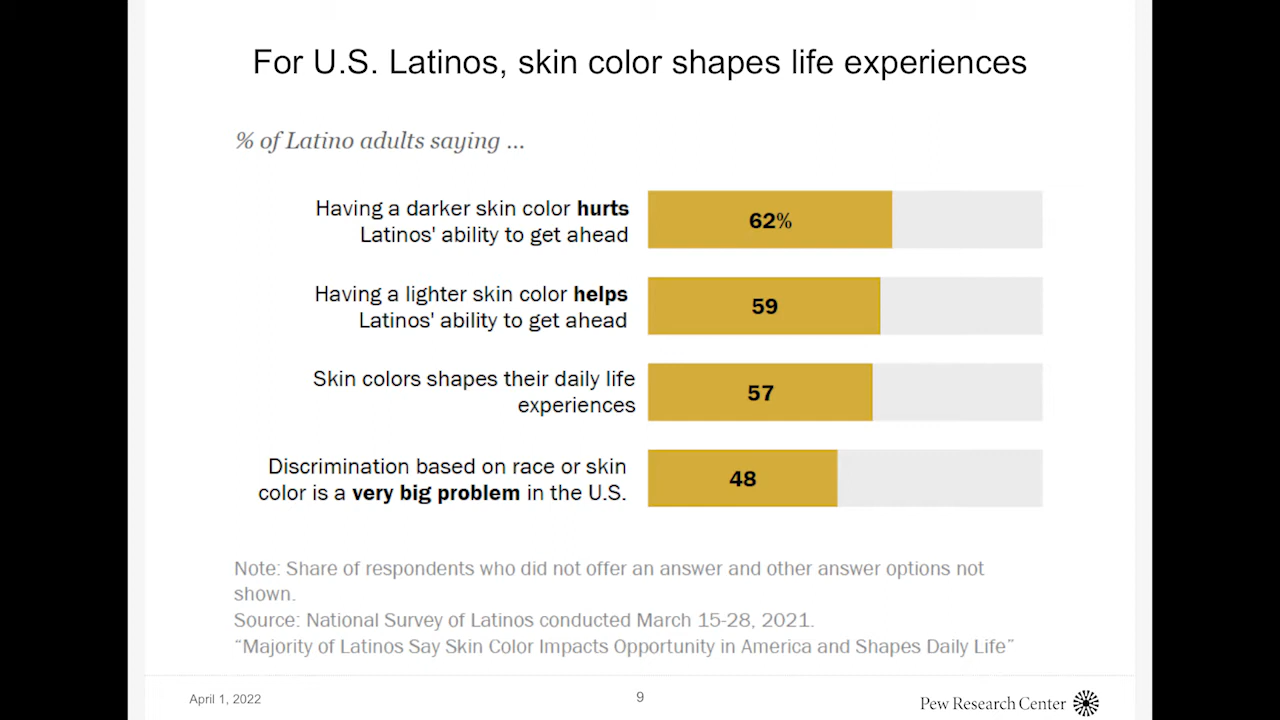 For U.S. Latinos, skin color shapes life experiences
% of Latino adults saying ...
Having a darker skin color hurts
Latinos' ability to get ahead
62%
Having a lighter skin color helps
Latinos' ability to get ahead
59
Skin colors shapes their daily life
experiences
57
Discrimination based on race or skin
color is a very big problem in the U.S.
48
Note: Share of respondents who did not offer an answer and other answer options not
shown.
Source: National Survey of Latinos conducted March 15-28, 2021.
“Majority of Latinos Say Skin Color Impacts Opportunity in America and Shapes Daily Life”
April 1, 2022
9
Pew Research Center